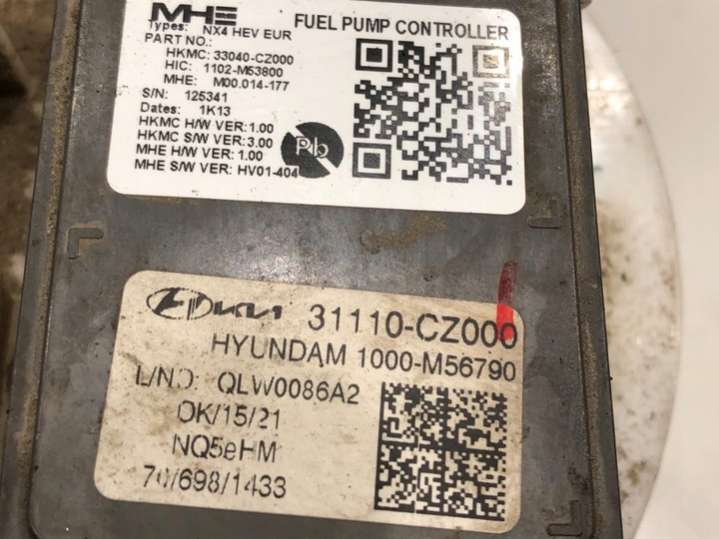 MHE FUEL PUMP CONTROLLER
Types: NX4 HEV EUR
PART NO.:
HKMC: 33040-CZ000
HIC: 1102-M53800
MHE: M00.014-177
S/N: 125341
Dates: 1K13
HKMC H/W VER: 1.00
HKMC S/W VER: 3.00
MHE H/W VER: 1.00
MHE S/W VER: HV01-404
Pb
KIA 31110-CZ000
HYUNDAM 1000-M56790
L/NO: QLW0086A2
OK/15/21
NQ5eHM
70/698/1433